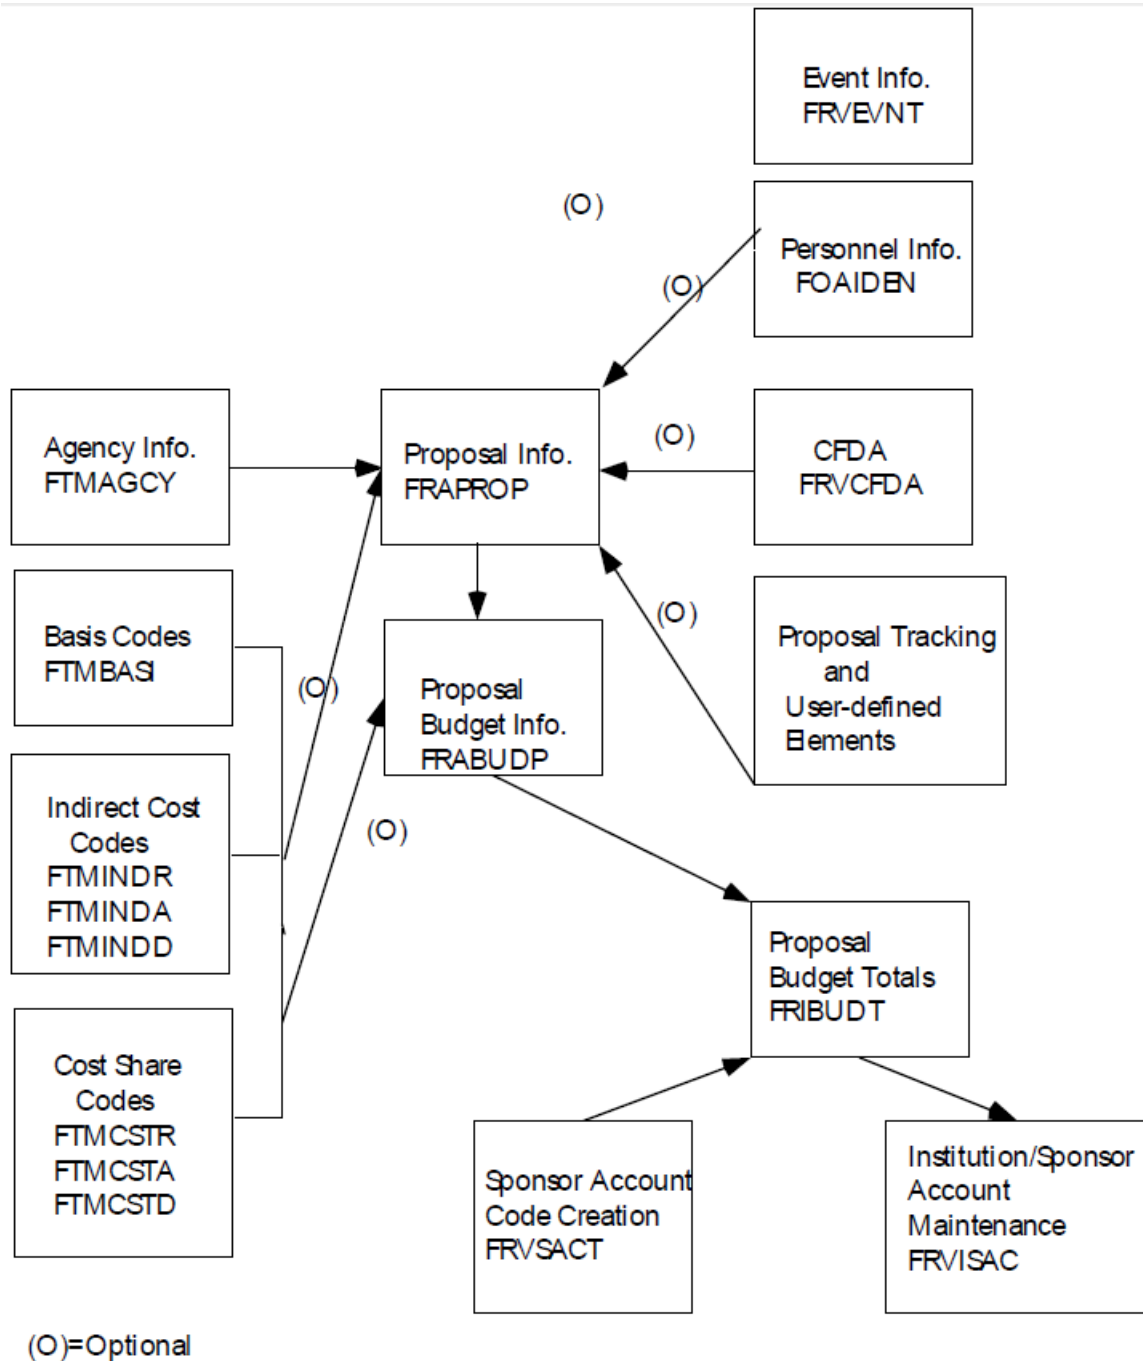 Event Info.
FRVEVNT
(O)
Personnel Info.
FOAIDEN
(O)
Agency Info.
FTMAGCY
Proposal Info.
FRAPROP
(O)
CFDA
FRVCFDA
Basis Codes
FTMBASI
(O)
Proposal
Budget Info.
FRABUDP
(O)
Proposal Tracking
and
User-defined
Elements
Indirect Cost
Codes
FTMINDR
FTMINDA
FTMINDD
(O)
Proposal
Budget Totals
FRIBUDT
Cost Share
Codes
FTMCSTR
FTMCSTA
FTMCSTD
Sponsor Account
Code Creation
FRVSACT
Institution/Sponsor
Account
Maintenance
FRVISAC
(O)=Optional